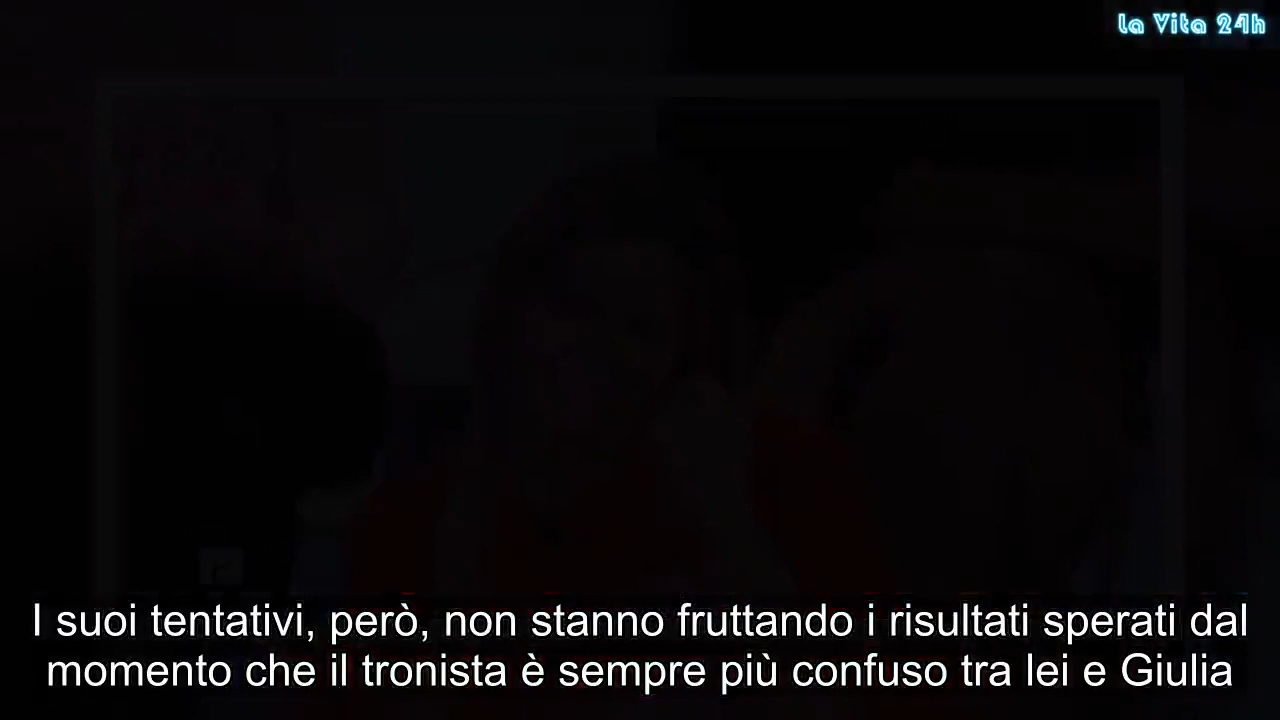 la Vita 24h
I suoi tentativi, però, non stanno fruttando i risultati sperati dal
momento che il tronista è sempre più confuso tra lei e Giulia